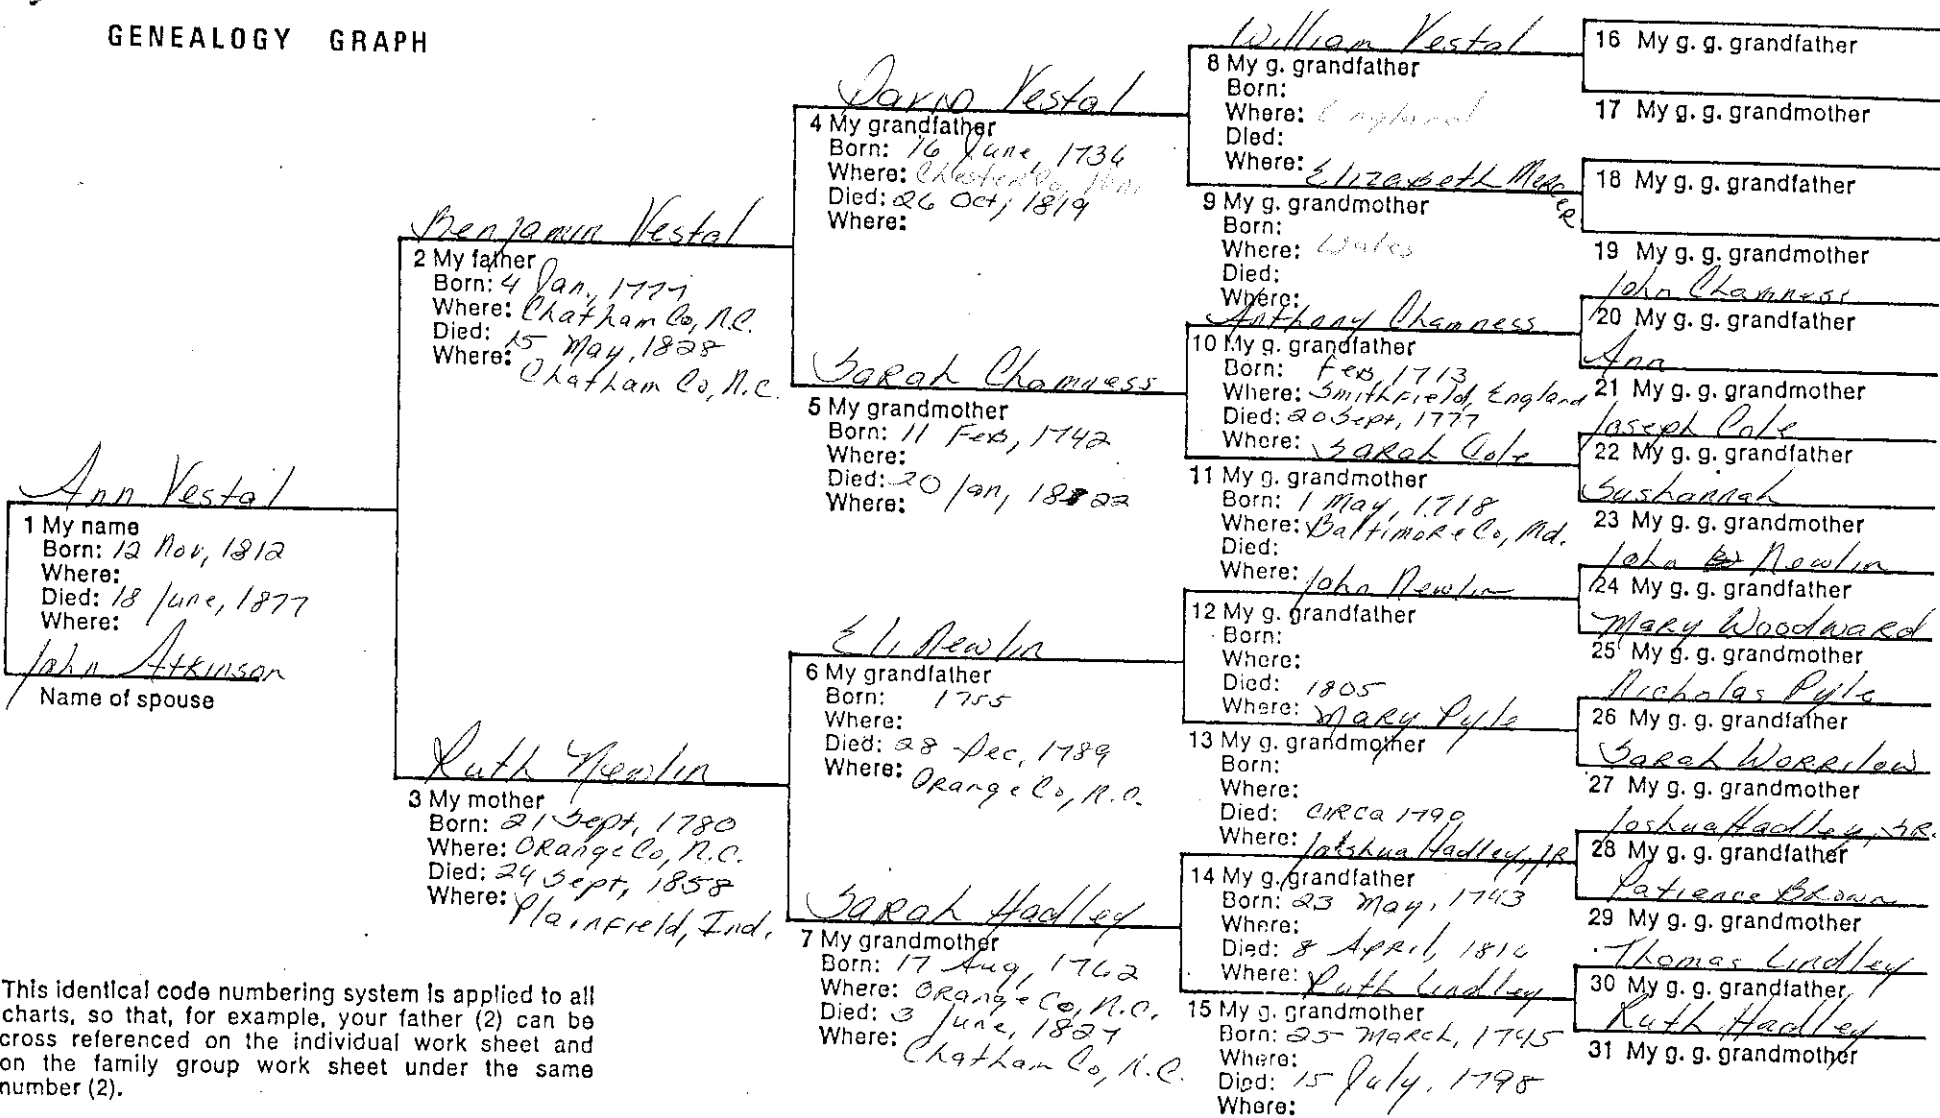 GENEALOGY GRAPH
Ann Vestal
1 My name
Born: 12 Nov, 1812
Where:
Died: 18 June, 1877
Where:
John Atkinson
Name of spouse
Benjamin Vestal
2 My father
Born: 4 Jan, 1777
Where: Chatham Co, N.C.
Died: 15 May, 1828
Where: Chatham Co, N.C.
Ruth Newlin
3 My mother
Born: 21 Sept, 1780
Where: Orange Co, N.C.
Died: 24 Sept, 1858
Where: Plainfield, Ind.
David Vestal
4 My grandfather
Born: 16 June, 1736
Where: Chester Co, Penn
Died: 26 Oct, 1819
Where:
Sarah Chamness
5 My grandmother
Born: 11 Feb, 1742
Where:
Died: 20 Jan, 1822
Where:
Eli Newlin
6 My grandfather
Born: 1755
Where:
Died: 28 Dec, 1789
Where: Orange Co, N.C.
Sarah Hadley
7 My grandmother
Born: 17 Aug, 1762
Where: Orange Co, N.C.
Died: 3 June, 1827
Where: Chatham Co, N.C.
William Vestal
8 My g. grandfather
Born:
Where: England
Died:
Where:
Elizabeth Mercer
9 My g. grandmother
Born:
Where: Wales
Died:
Where:
Anthony Chamness
10 My g. grandfather
Born: Feb 1713
Where: Smithfield, England
Died: 20 Sept, 1777
Where:
Sarah Cole
11 My g. grandmother
Born: 1 May, 1718
Where: Baltimore Co, Md.
Died:
Where:
John Newlin
12 My g. grandfather
Born:
Where:
Died: 1805
Where:
Mary Pyle
13 My g. grandmother
Born:
Where:
Died: circa 1790
Where:
Joshua Hadley, Jr
14 My g. grandfather
Born: 23 May, 1743
Where:
Died: 8 April, 1816
Where:
Ruth Lindley
15 My g. grandmother
Born: 25 March, 1745
Where:
Died: 15 July, 1798
Where:
16 My g. g. grandfather
17 My g. g. grandmother
18 My g. g. grandfather
19 My g. g. grandmother
John Chamness
20 My g. g. grandfather
Ann
21 My g. g. grandmother
Joseph Cole
22 My g. g. grandfather
Sushannah
23 My g. g. grandmother
John Newlin
24 My g. g. grandfather
Mary Woodward
25 My g. g. grandmother
Nicholas Pyle
26 My g. g. grandfather
Sarah Worrilow
27 My g. g. grandmother
Joshua Hadley, Sr.
28 My g. g. grandfather
Patience Brown
29 My g. g. grandmother
Thomas Lindley
30 My g. g. grandfather
Ruth Hadley
31 My g. g. grandmother
This identical code numbering system is applied to all
charts, so that, for example, your father (2) can be
cross referenced on the individual work sheet and
on the family group work sheet under the same
number (2).